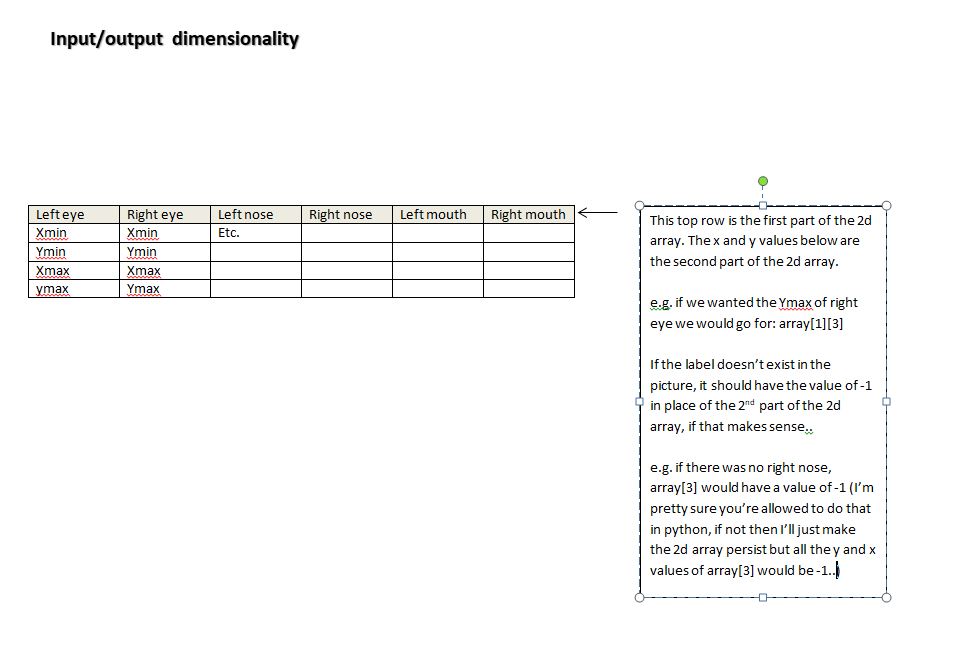 Input/output dimensionality
Left eye Right eye Left nose Right nose Left mouth Right mouth
Xmin Xmin Etc.
Ymin Ymin
Xmax Xmax
ymax Ymax
This top row is the first part of the 2d
array. The x and y values below are
the second part of the 2d array.
e.g. if we wanted the Ymax of right
eye we would go for: array[1][3]
If the label doesn't exist in the
picture, it should have the value of -1
in place of the 2nd part of the 2d
array, if that makes sense..
e.g. if there was no right nose,
array[3] would have a value of -1 (I'm
pretty sure you're allowed to do that
in python, if not then I'll just make
the 2d array persist but all the y and x
values of array[3] would be -1..)